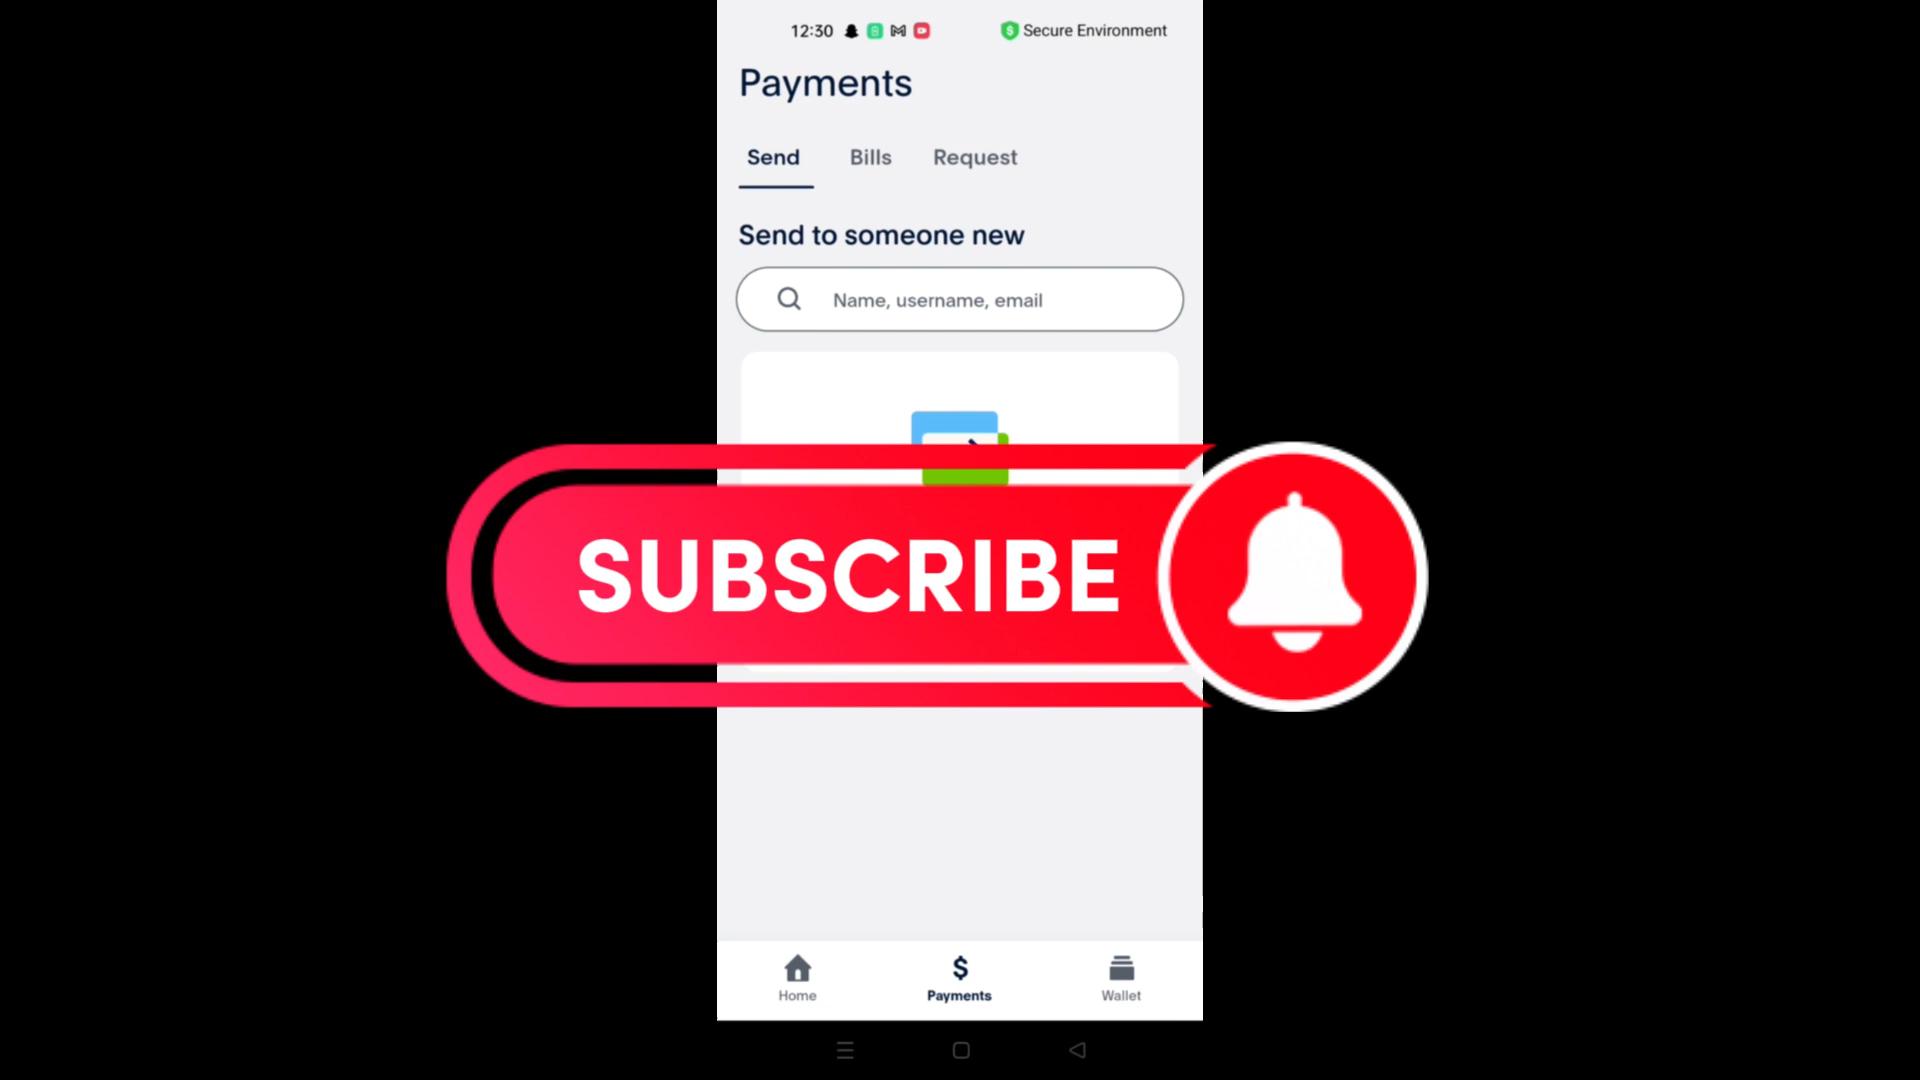 12:30 Secure Environment
Payments
Send Bills Request
Send to someone new
Name, username, email
SUBSCRIBE
$
Home Payments Wallet